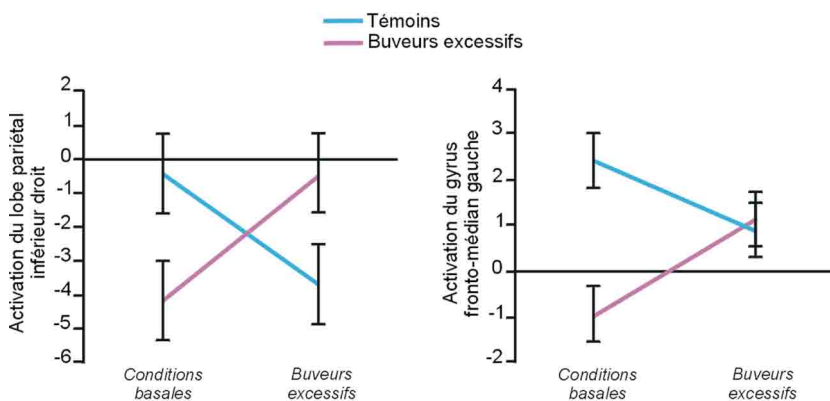 Témoins
Buveurs excessifs
Activation du lobe pariétal
inférieur droit
2
1
0
-1
-2
-3
-4
-5
-6
Conditions
basales
Buveurs
excessifs
Activation du gyrus
fronto-médian gauche
4
3
2
1
0
-1
-2
Conditions
basales
Buveurs
excessifs